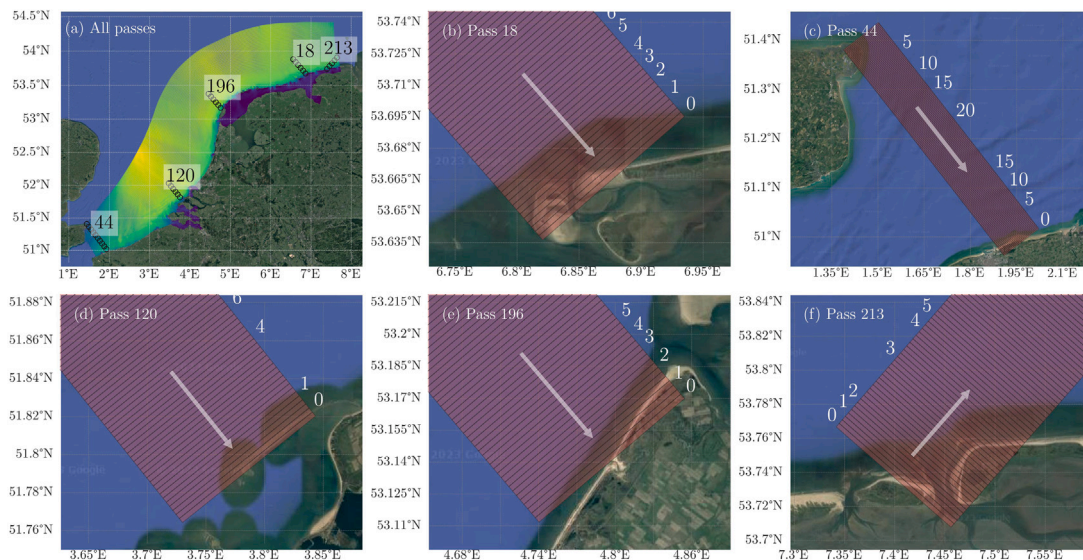 (a) All passes
54.5°N
54°N
53.5°N
53°N
52.5°N
52°N
51.5°N
51°N
18
213
196
120
44
1°E 2°E 3°E 4°E 5°E 6°E 7°E 8°E
(b) Pass 18
53.74°N
53.725°N
53.71°N
53.695°N
53.68°N
53.665°N
53.65°N
53.635°N
6
5
4
3
2
1
0
6.75°E 6.8°E 6.85°E 6.9°E 6.95°E
(c) Pass 44
51.4°N
51.3°N
51.2°N
51.1°N
51°N
5
10
15
20
15
10
5
0
1.35°E 1.5°E 1.65°E 1.8°E 1.95°E 2.1°E
(d) Pass 120
51.88°N
51.86°N
51.84°N
51.82°N
51.8°N
51.78°N
51.76°N
6
4
1
0
3.65°E 3.7°E 3.75°E 3.8°E 3.85°E
(e) Pass 196
53.215°N
53.2°N
53.185°N
53.17°N
53.155°N
53.14°N
53.125°N
53.11°N
5
4
3
2
1
0
4.68°E 4.74°E 4.8°E 4.86°E
(f) Pass 213
53.84°N
53.82°N
53.8°N
53.78°N
53.76°N
53.74°N
53.72°N
53.7°N
5
4
3
2
1
0
7.3°E 7.35°E 7.4°E 7.45°E 7.5°E 7.55°E